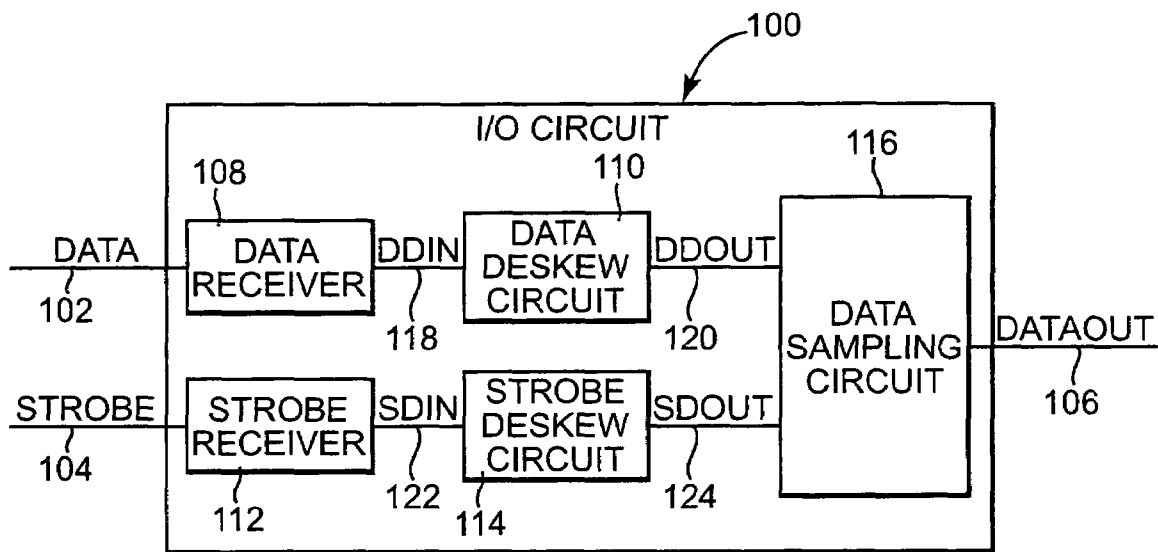 100
I/O CIRCUIT
108
110
116
DATA
DATA
RECEIVER
DDIN
DATA
DESKEW
CIRCUIT
DDOUT
102
118
120
DATA
SAMPLING
CIRCUIT
DATAOUT
106
STROBE
STROBE
RECEIVER
SDIN
STROBE
DESKEW
CIRCUIT
SDOUT
104
112
122
114
124